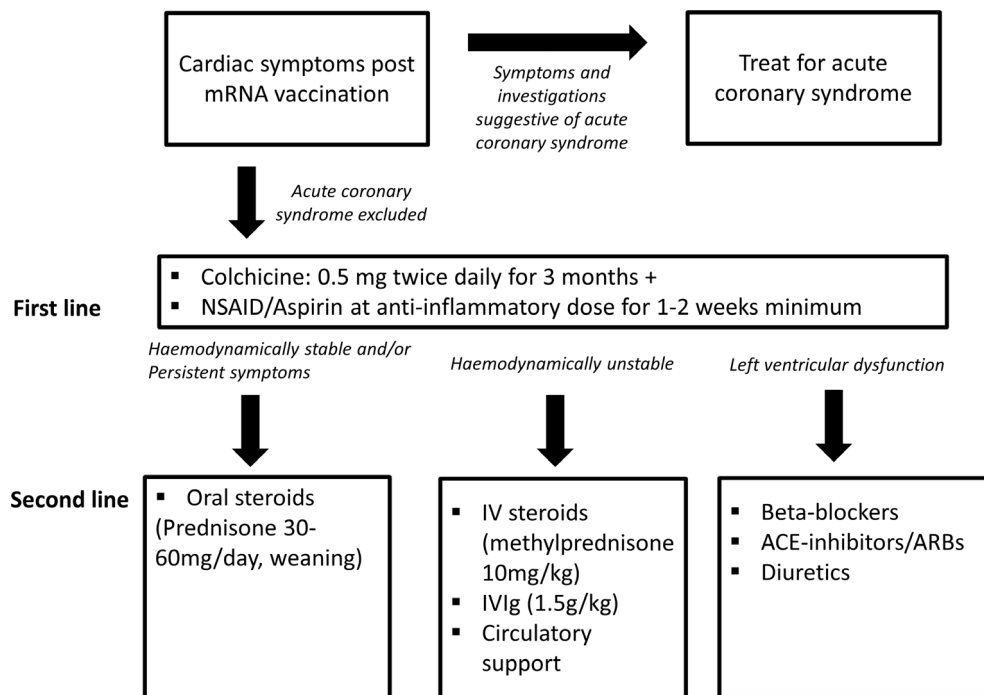 Cardiac symptoms post
mRNA vaccination
Symptoms and
investigations
suggestive of acute
coronary syndrome
Treat for acute
coronary syndrome
Acute coronary
syndrome excluded
First line
▪ Colchicine: 0.5 mg twice daily for 3 months +
▪ NSAID/Aspirin at anti-inflammatory dose for 1-2 weeks minimum
Haemodynamically stable and/or
Persistent symptoms
Haemodynamically unstable
Left ventricular dysfunction
Second line
▪ Oral steroids
(Prednisone 30-
60mg/day, weaning)
▪ IV steroids
(methylprednisone
10mg/kg)
▪ IVIg (1.5g/kg)
▪ Circulatory
support
▪ Beta-blockers
▪ ACE-inhibitors/ARBs
▪ Diuretics